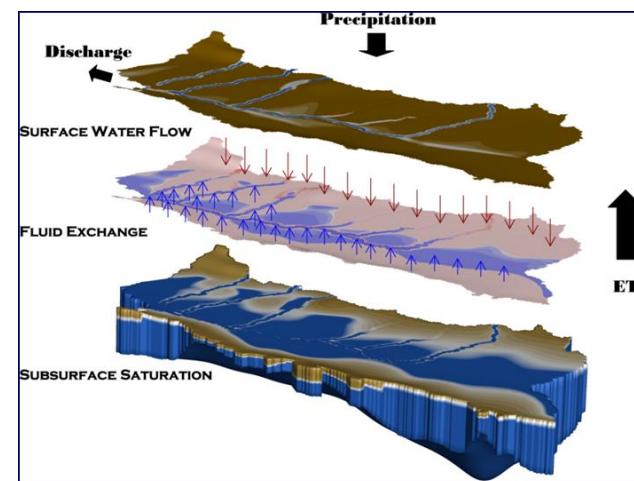 Precipitation
Discharge
SURFACE WATER FLOW
FLUID EXCHANGE
ET
SUBSURFACE SATURATION